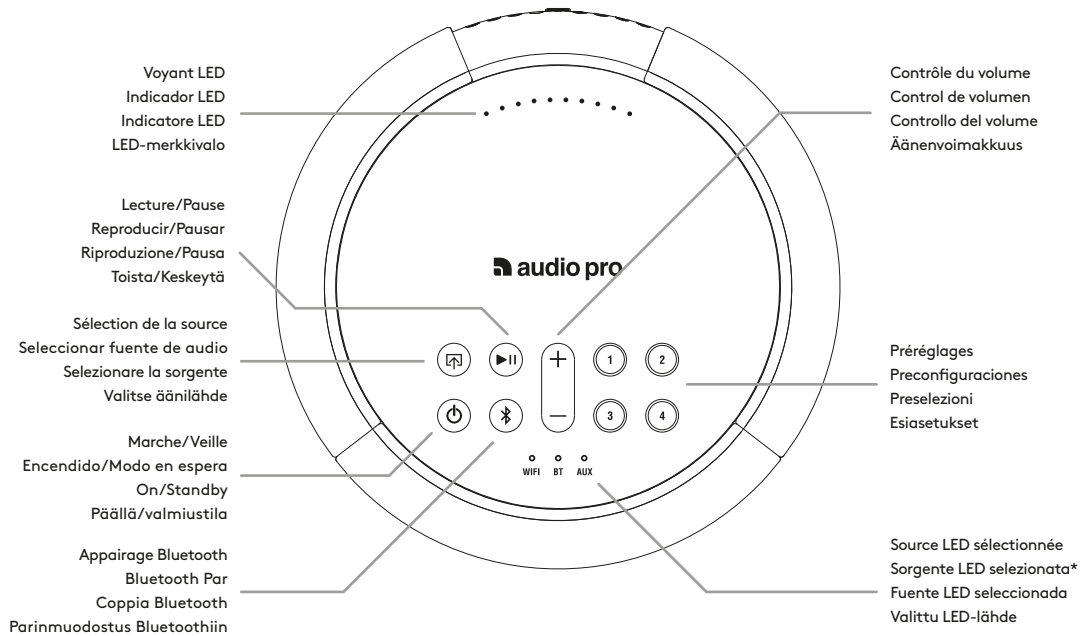 Voyant LED
Indicador LED
Indicatore LED
LED-merkkivalo
Lecture/Pause
Reproducir/Pausar
Riproduzione/Pausa
Toista/Keskeytä
Sélection de la source
Seleccionar fuente de audio
Selezionare la sorgente
Valitse äänilähde
Marche/Veille
Encendido/Modo en espera
On/Standby
Päällä/valmiustila
Appairage Bluetooth
Bluetooth Par
Coppia Bluetooth
Parinmuodostus Bluetoothiin
audio pro
+
1 2
−
3 4
WIFI BT AUX
Contrôle du volume
Control de volumen
Controllo del volume
Äänenvoimakkuus
Préréglages
Preconfiguraciones
Preselezioni
Esiasetukset
Source LED sélectionnée
Sorgente LED selezionata*
Fuente LED seleccionada
Valittu LED-lähde